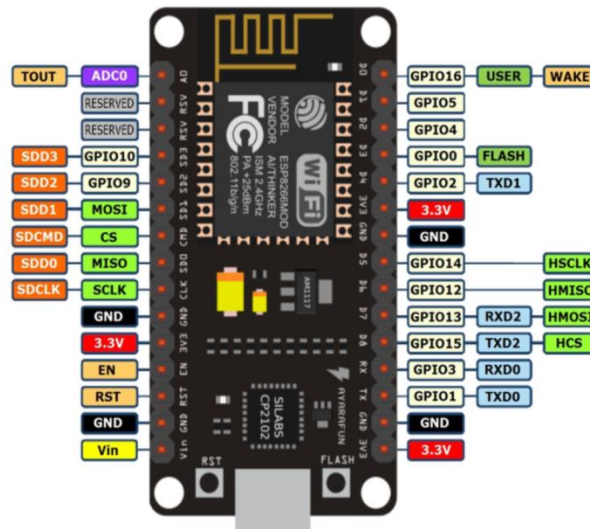 TOUT ADC0 A0 D0 GPIO16 USER WAKE
RESERVED RSV D1 GPIO5
RESERVED RSV D2 GPIO4
SDD3 GPIO10 SD3 D3 GPIO0 FLASH
SDD2 GPIO9 SD2 D4 GPIO2 TXD1
SDD1 MOSI SD1 3V3 3.3V
SDCMD CS CMD GND GND
SDD0 MISO SD0 D5 GPIO14 HSCLK
SDCLK SCLK CLK D6 GPIO12 HMISO
GND GND D7 GPIO13 RXD2 HMOSI
3.3V 3V3 D8 GPIO15 TXD2 HCS
EN EN RX GPIO3 RXD0
RST RST TX GPIO1 TXD0
GND GND GND GND
Vin Vin 3V3 3.3V
MODEL ESP8266MOD
VENDOR AI/THINKER
ISM 2.4GHz
PA +25dBm
802.11b/g/n
FC
WiFi
AM1117
SILABS
CP2102
AYARAFUN
RST FLASH